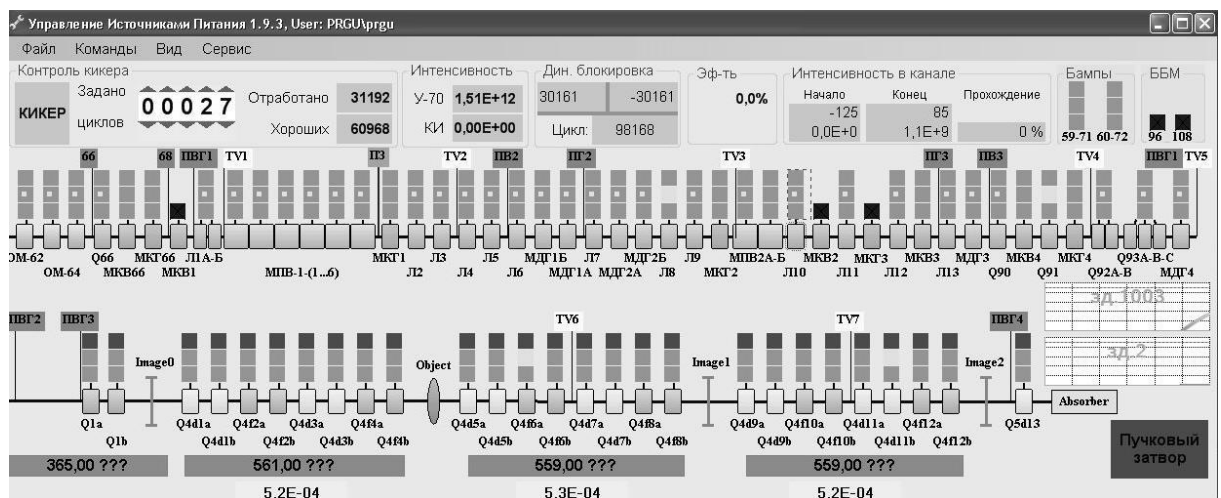 Управление Источниками Питания 1.9.3, User: PRGU\prgu
Файл Команды Вид Сервис
Контроль кикера Интенсивность Дин. блокировка Эф-ть Интенсивность в канале Бампы ББМ
КИКЕР Задано циклов 00027 Отработано 31192 У-70 1,51E+12 30161 -30161 0,0% Начало Конец Прохождение
Хороших 60968 КИ 0,00E+00 Цикл: 98168 -125 85
0,0E+0 1,1E+9 0 % 59-71 60-72 96 108
66 68 ПВГ1 TV1 П3 TV2 ПВ2 ПГ2 TV3 ПГ3 ПВ3 TV4 ПВГ1 TV5
ОМ-62 Q66 МКГ66 Л1А-Б МКГ1 Л3 Л5 МДГ1Б Л7 МДГ2Б Л9 МПВ2А-Б МКВ2 МКГ3 МКВ3 МДГ3 МКВ4 МКГ4 Q93А-В-С
ОМ-64 МКВ66 МКВ1 МПВ-1-(1...6) Л2 Л4 Л6 МДГ1А МДГ2А Л8 МКГ2 Л10 Л11 Л12 Л13 Q90 Q91 Q92А-В МДГ4
зд.1003
ПВГ2 ПВГ3 TV6 TV7 ПВГ4
зд.2
Image0 Object Image1 Image2
Absorber
Q1a Q4d1a Q4f2a Q4d3a Q4f4a Q4d5a Q4f6a Q4d7a Q4f8a Q4d9a Q4f10a Q4d11a Q4f12a Q5d13
Q1b Q4d1b Q4f2b Q4d3b Q4f4b Q4d5b Q4f6b Q4d7b Q4f8b Q4d9b Q4f10b Q4d11b Q4f12b
Пучковый
затвор
365,00 ??? 561,00 ??? 559,00 ??? 559,00 ???
5,2E-04 5,3E-04 5,2E-04